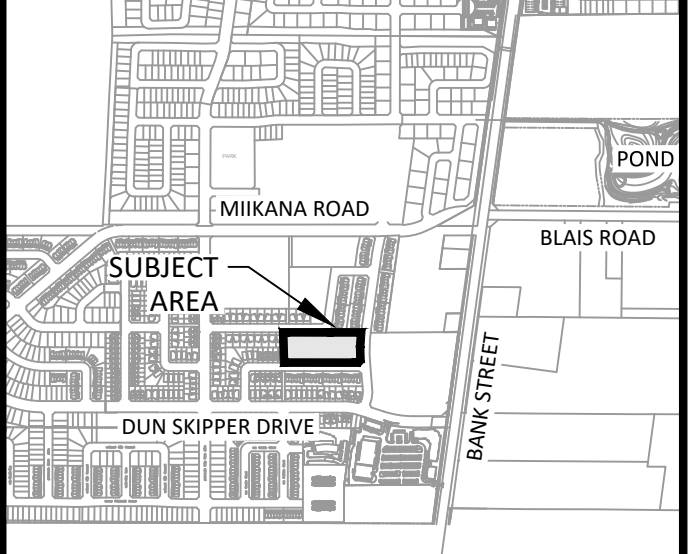 PARK
POND
MIIKANA ROAD
BLAIS ROAD
SUBJECT
AREA
BANK STREET
DUN SKIPPER DRIVE